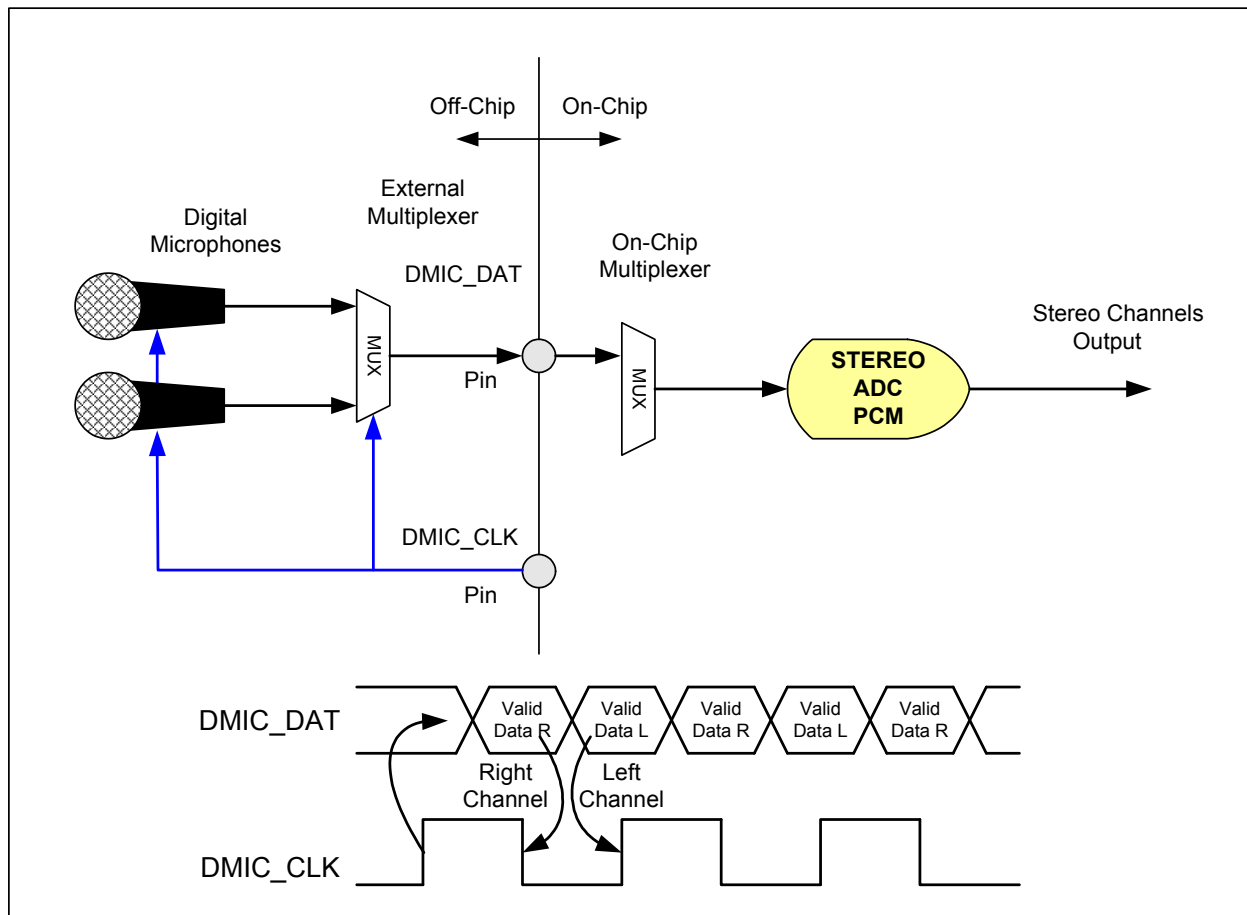 Off-Chip
On-Chip
External
Multiplexer
Digital
Microphones
DMIC_DAT
On-Chip
Multiplexer
Stereo Channels
Output
MUX
Pin
MUX
STEREO
ADC
PCM
DMIC_CLK
Pin
DMIC_DAT
Valid
Data R
Valid
Data L
Valid
Data R
Valid
Data L
Valid
Data R
Right
Channel
Left
Channel
DMIC_CLK